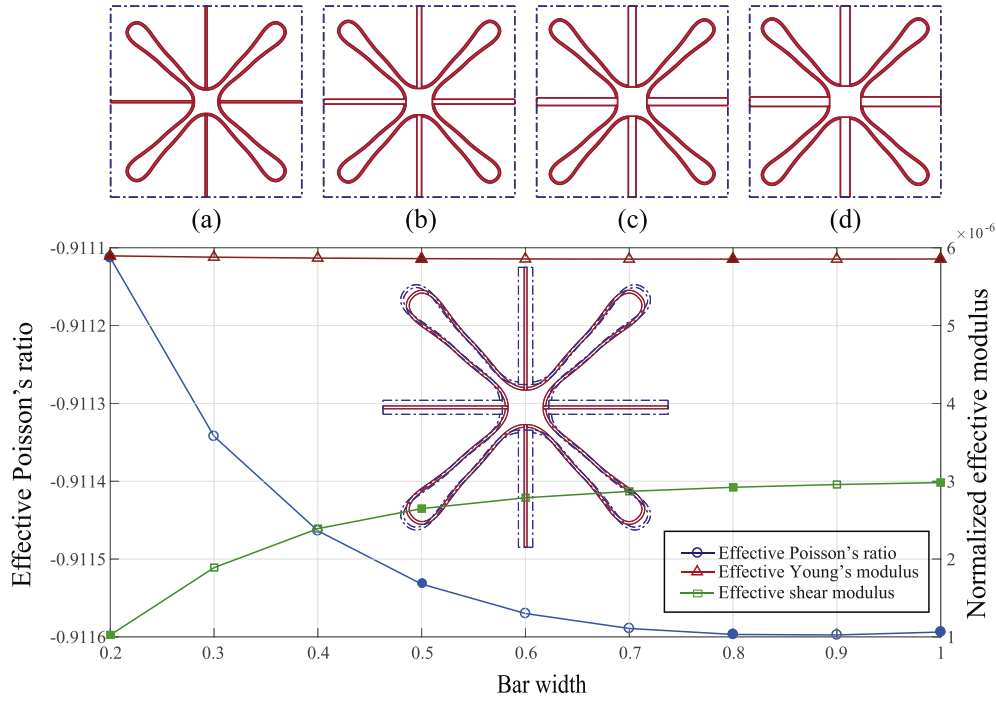 (a) (b) (c) (d)
×10⁻⁶
-0.9111
-0.9112
-0.9113
-0.9114
-0.9115
-0.9116
Effective Poisson's ratio
6
5
4
3
2
1
Normalized effective modulus
Effective Poisson's ratio
Effective Young's modulus
Effective shear modulus
0.2 0.3 0.4 0.5 0.6 0.7 0.8 0.9 1
Bar width